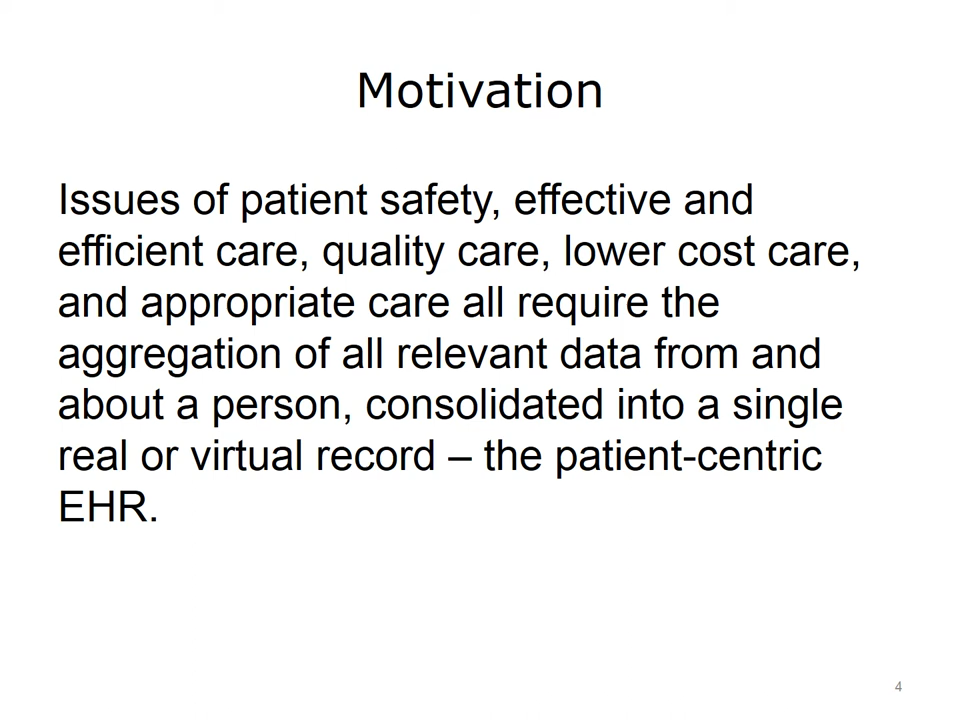 Motivation
Issues of patient safety, effective and
efficient care, quality care, lower cost care,
and appropriate care all require the
aggregation of all relevant data from and
about a person, consolidated into a single
real or virtual record – the patient-centric
EHR.
4